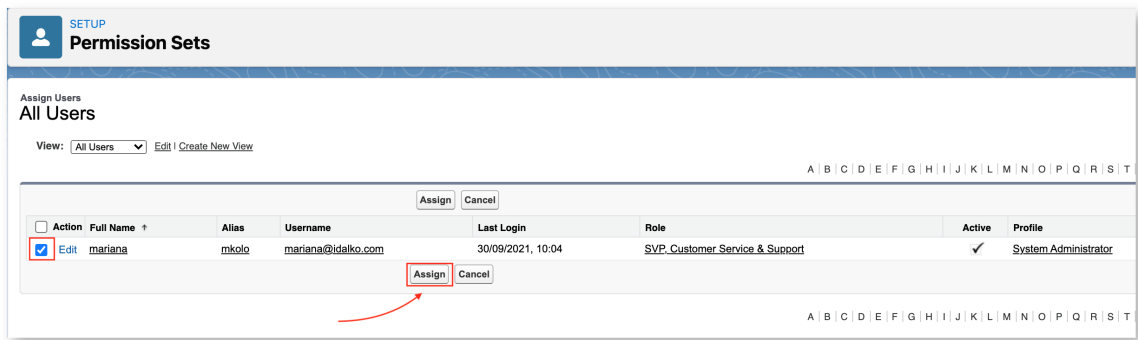 SETUP
Permission Sets
Assign Users
All Users
View: All Users Edit | Create New View
A | B | C | D | E | F | G | H | I | J | K | L | M | N | O | P | Q | R | S | T |
Assign Cancel
Action Full Name ↑ Alias Username Last Login Role Active Profile
Edit mariana mkolo mariana@idalko.com 30/09/2021, 10:04 SVP, Customer Service & Support ✓ System Administrator
Assign Cancel
A | B | C | D | E | F | G | H | I | J | K | L | M | N | O | P | Q | R | S | T |